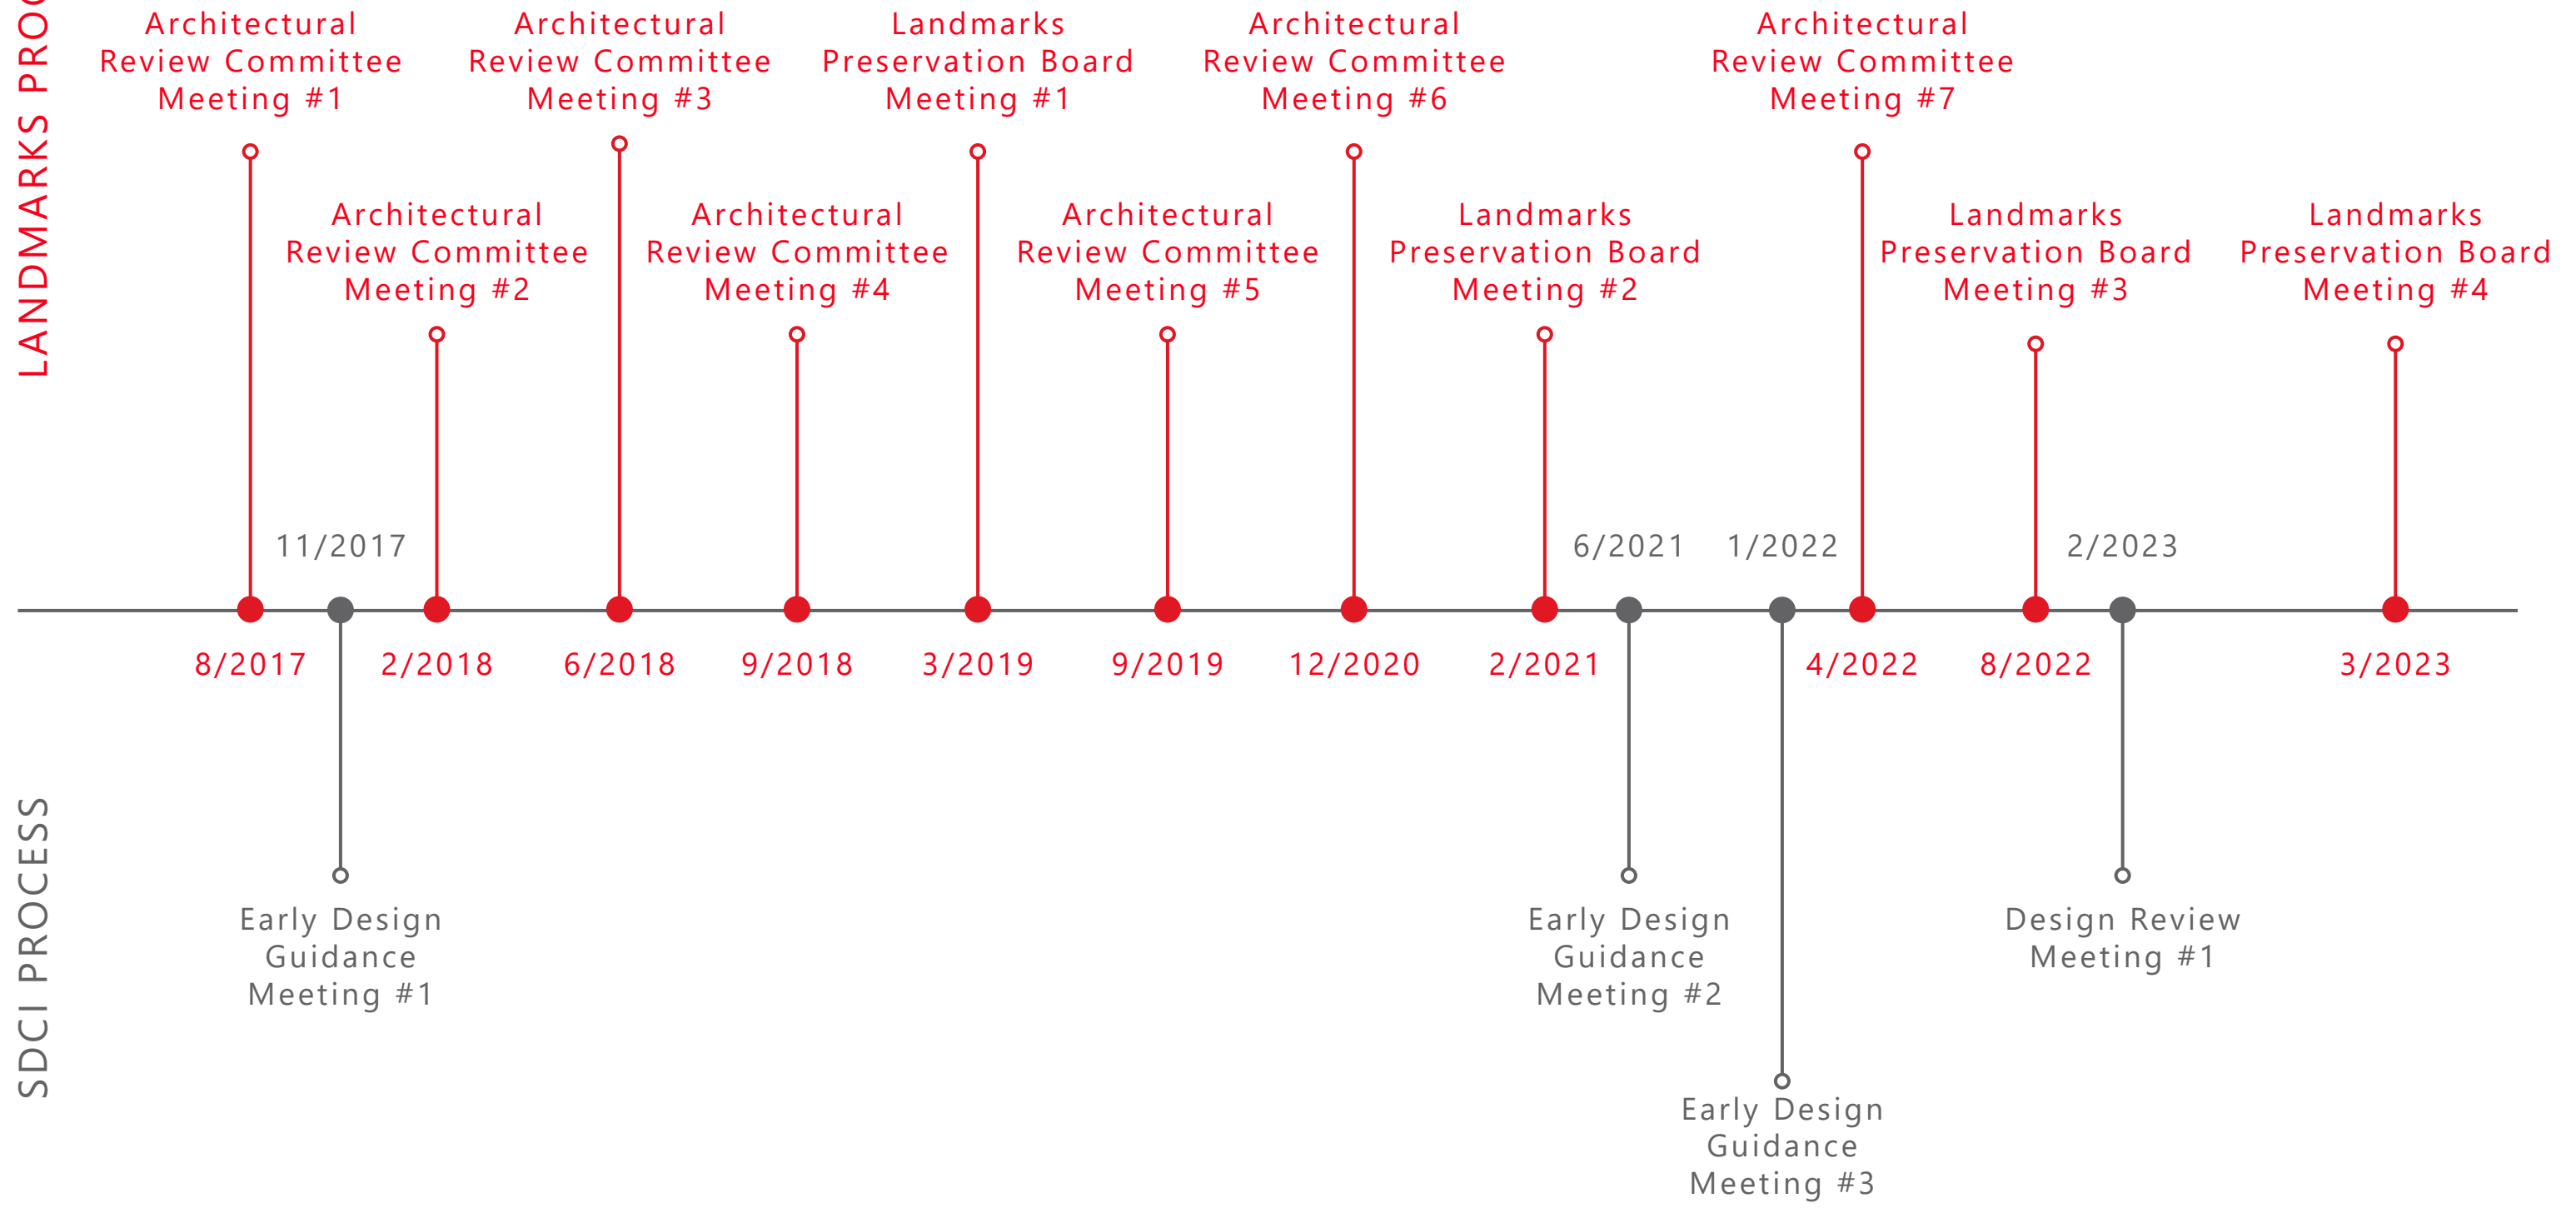 LANDMARKS
Architectural
Review Committee
Meeting #1
Architectural
Review Committee
Meeting #3
Landmarks
Preservation Board
Meeting #1
Architectural
Review Committee
Meeting #6
Architectural
Review Committee
Meeting #7
Architectural
Review Committee
Meeting #2
Architectural
Review Committee
Meeting #4
Architectural
Review Committee
Meeting #5
Landmarks
Preservation Board
Meeting #2
Landmarks
Preservation Board
Meeting #3
Landmarks
Preservation Board
Meeting #4
11/2017
6/2021
1/2022
2/2023
8/2017
2/2018
6/2018
9/2018
3/2019
9/2019
12/2020
2/2021
4/2022
8/2022
3/2023
SDCI PROCESS
Early Design
Guidance
Meeting #1
Early Design
Guidance
Meeting #2
Design Review
Meeting #1
Early Design
Guidance
Meeting #3